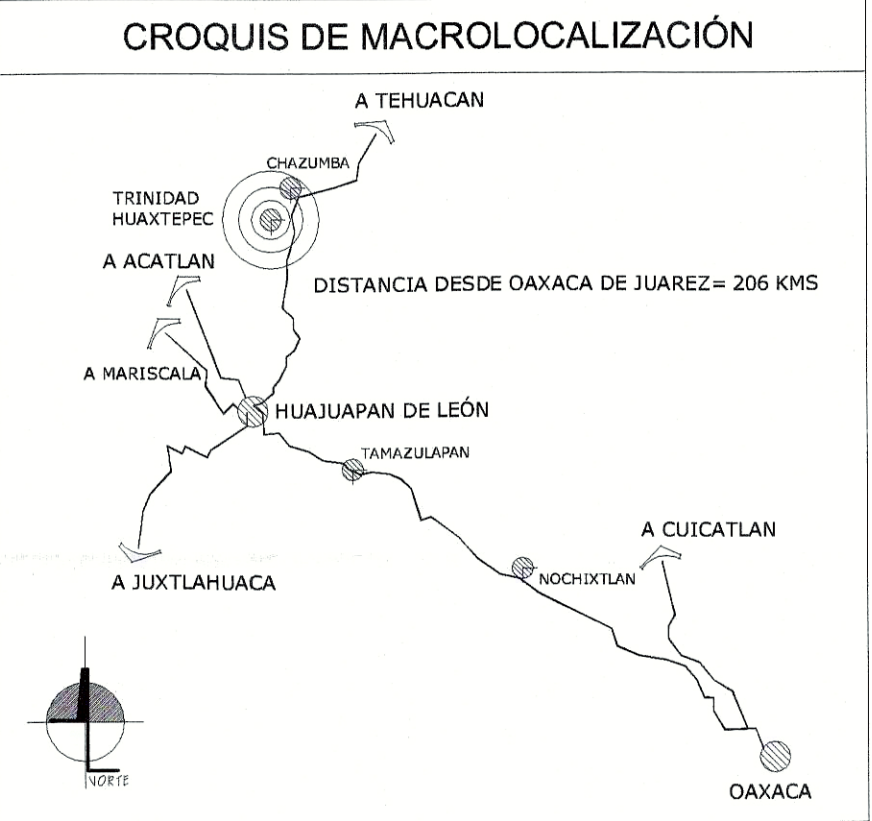 CROQUIS DE MACROLOCALIZACIÓN
A TEHUACAN
CHAZUMBA
TRINIDAD
HUAXTEPEC
A ACATLAN
DISTANCIA DESDE OAXACA DE JUAREZ= 206 KMS
A MARISCALA
HUAJUAPAN DE LEÓN
TAMAZULAPAN
A CUICATLAN
NOCHIXTLAN
A JUXTLAHUACA
NORTE
OAXACA